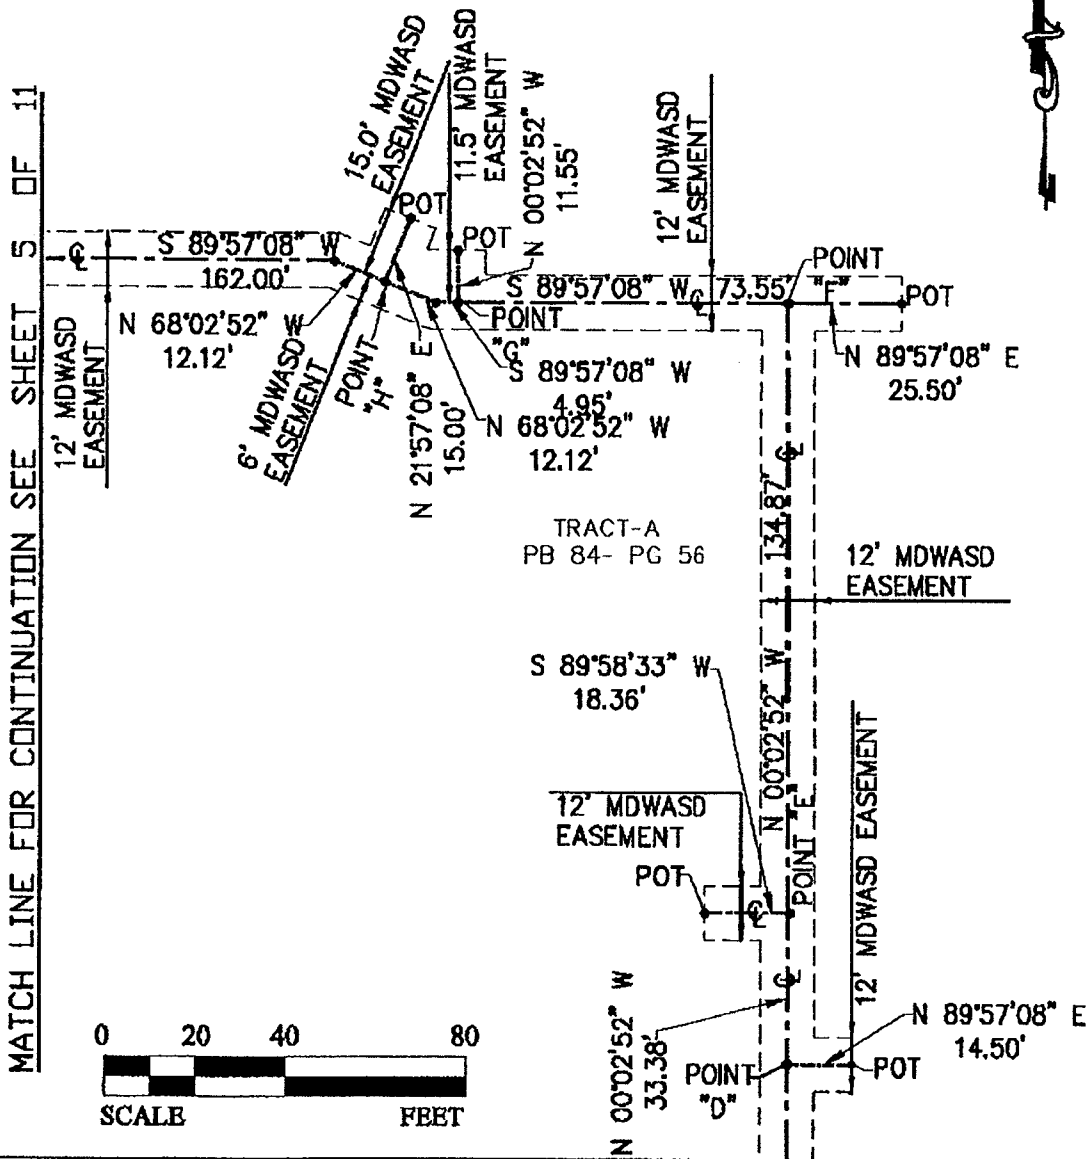 MATCH LINE FOR CONTINUATION SEE SHEET 5 OF 11
15.0' MDWASD
EASEMENT
11.5' MDWASD
EASEMENT
N 00°02'52" W
11.55'
12' MDWASD
EASEMENT
POT
POT
S 89°57'08" W
162.00'
12' MDWASD
EASEMENT
N 68°02'52" W
12.12'
6' MDWASD
EASEMENT
POINT
"H"
N 21°57'08" E
15.00'
POINT
"G"
S 89°57'08" W
4.95'
N 68°02'52" W
12.12'
S 89°57'08" W 73.55'
POINT
"F"
POT
N 89°57'08" E
25.50'
TRACT-A
PB 84- PG 56
134.87'
N 00°02'52" W
12' MDWASD
EASEMENT
S 89°58'33" W
18.36'
12' MDWASD
EASEMENT
POT
POINT "E"
12' MDWASD EASEMENT
N 00°02'52" W
33.38'
POINT
"D"
N 89°57'08" E
14.50'
POT
0 20 40 80
SCALE FEET